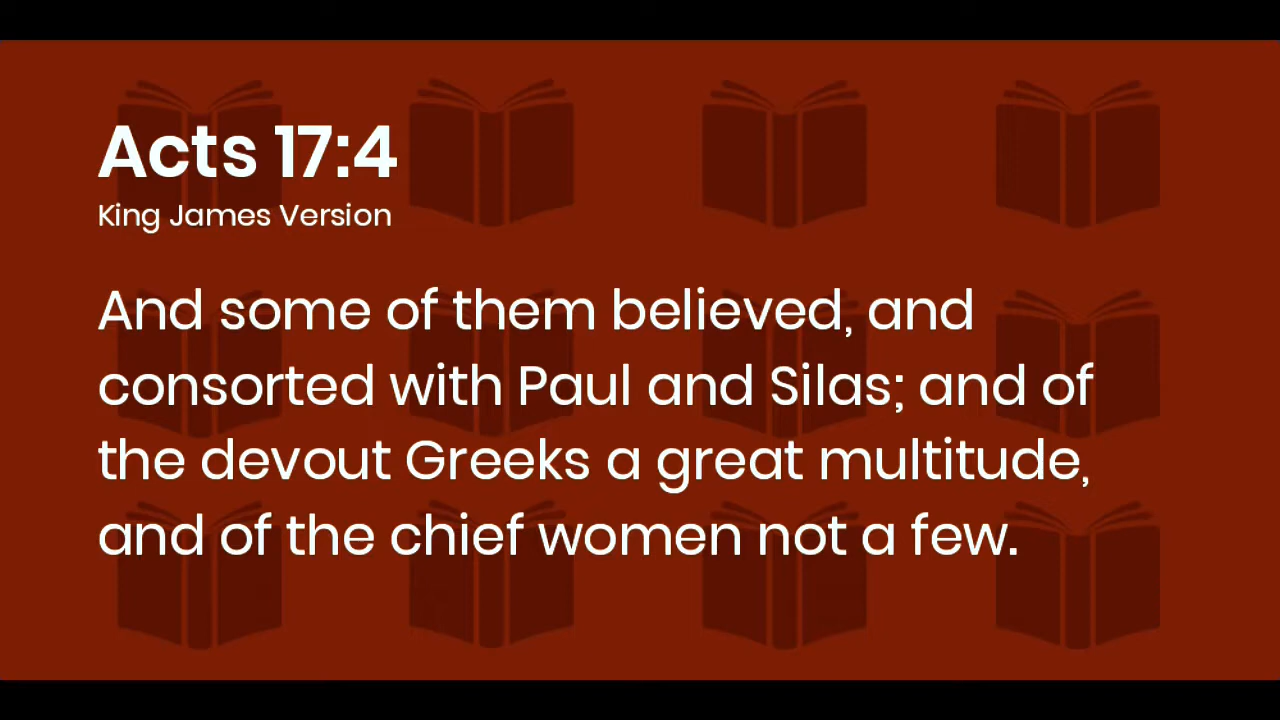 Acts 17:4
King James Version
And some of them believed, and
consorted with Paul and Silas; and of
the devout Greeks a great multitude,
and of the chief women not a few.